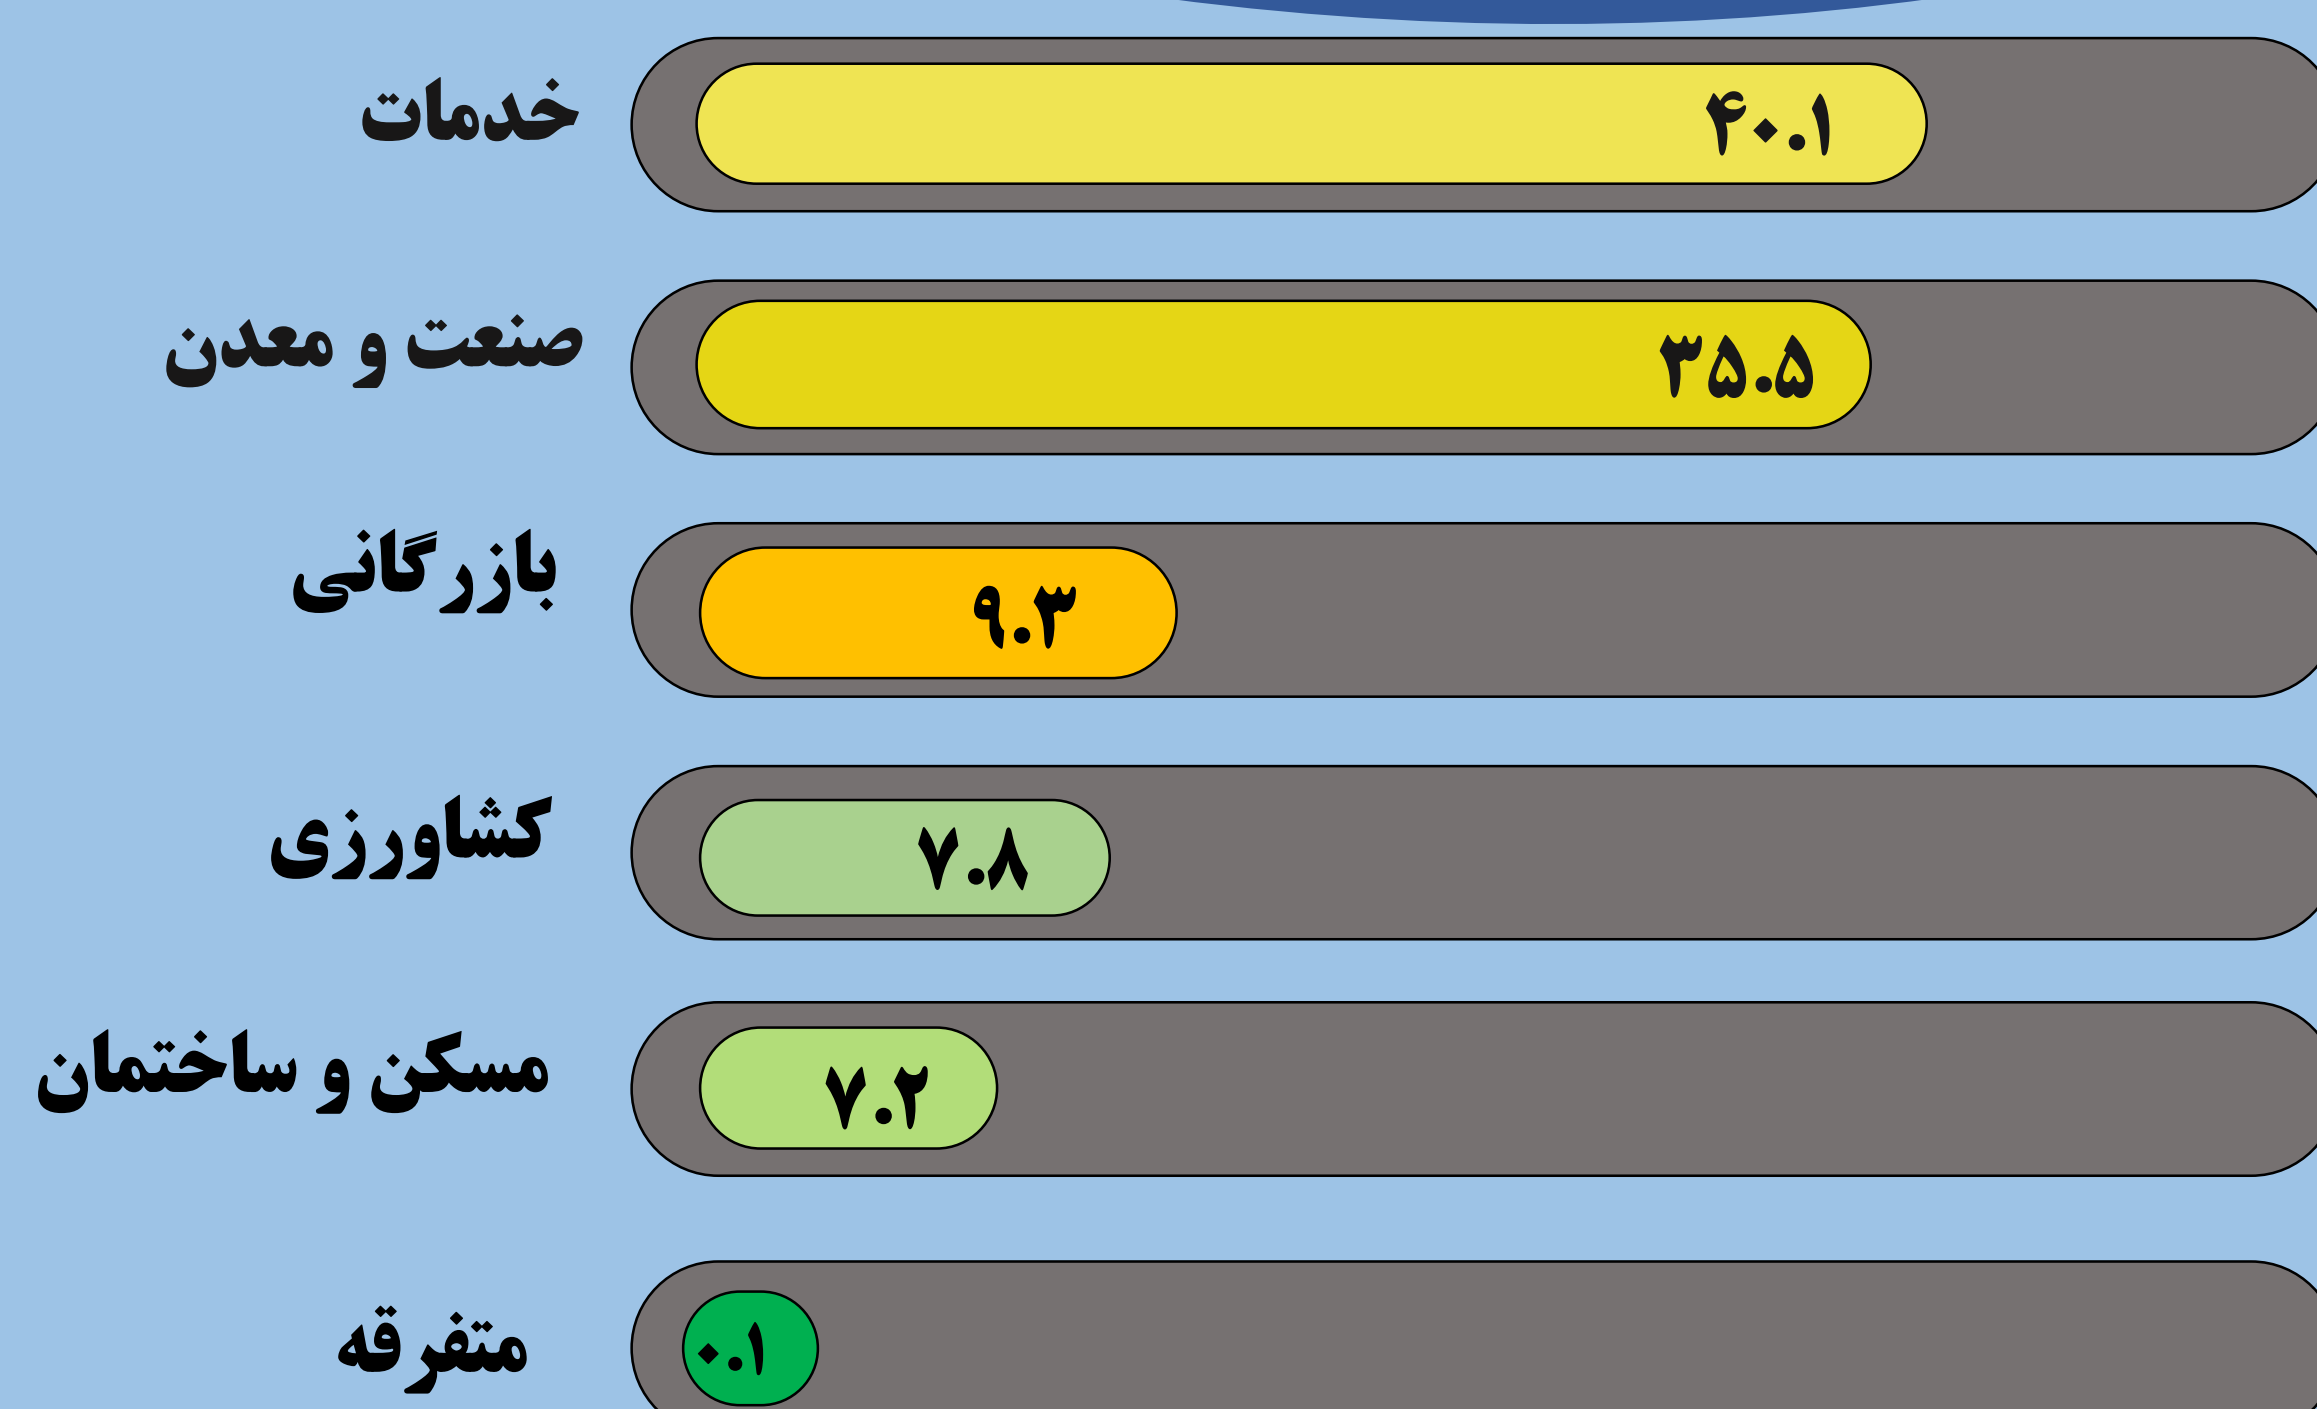 خدمات ۴۰.۱
صنعت و معدن ۳۵.۵
بازرگانی ۹.۳
کشاورزی ۷.۸
مسکن و ساختمان ۷.۲
متفرقه ۰.۱